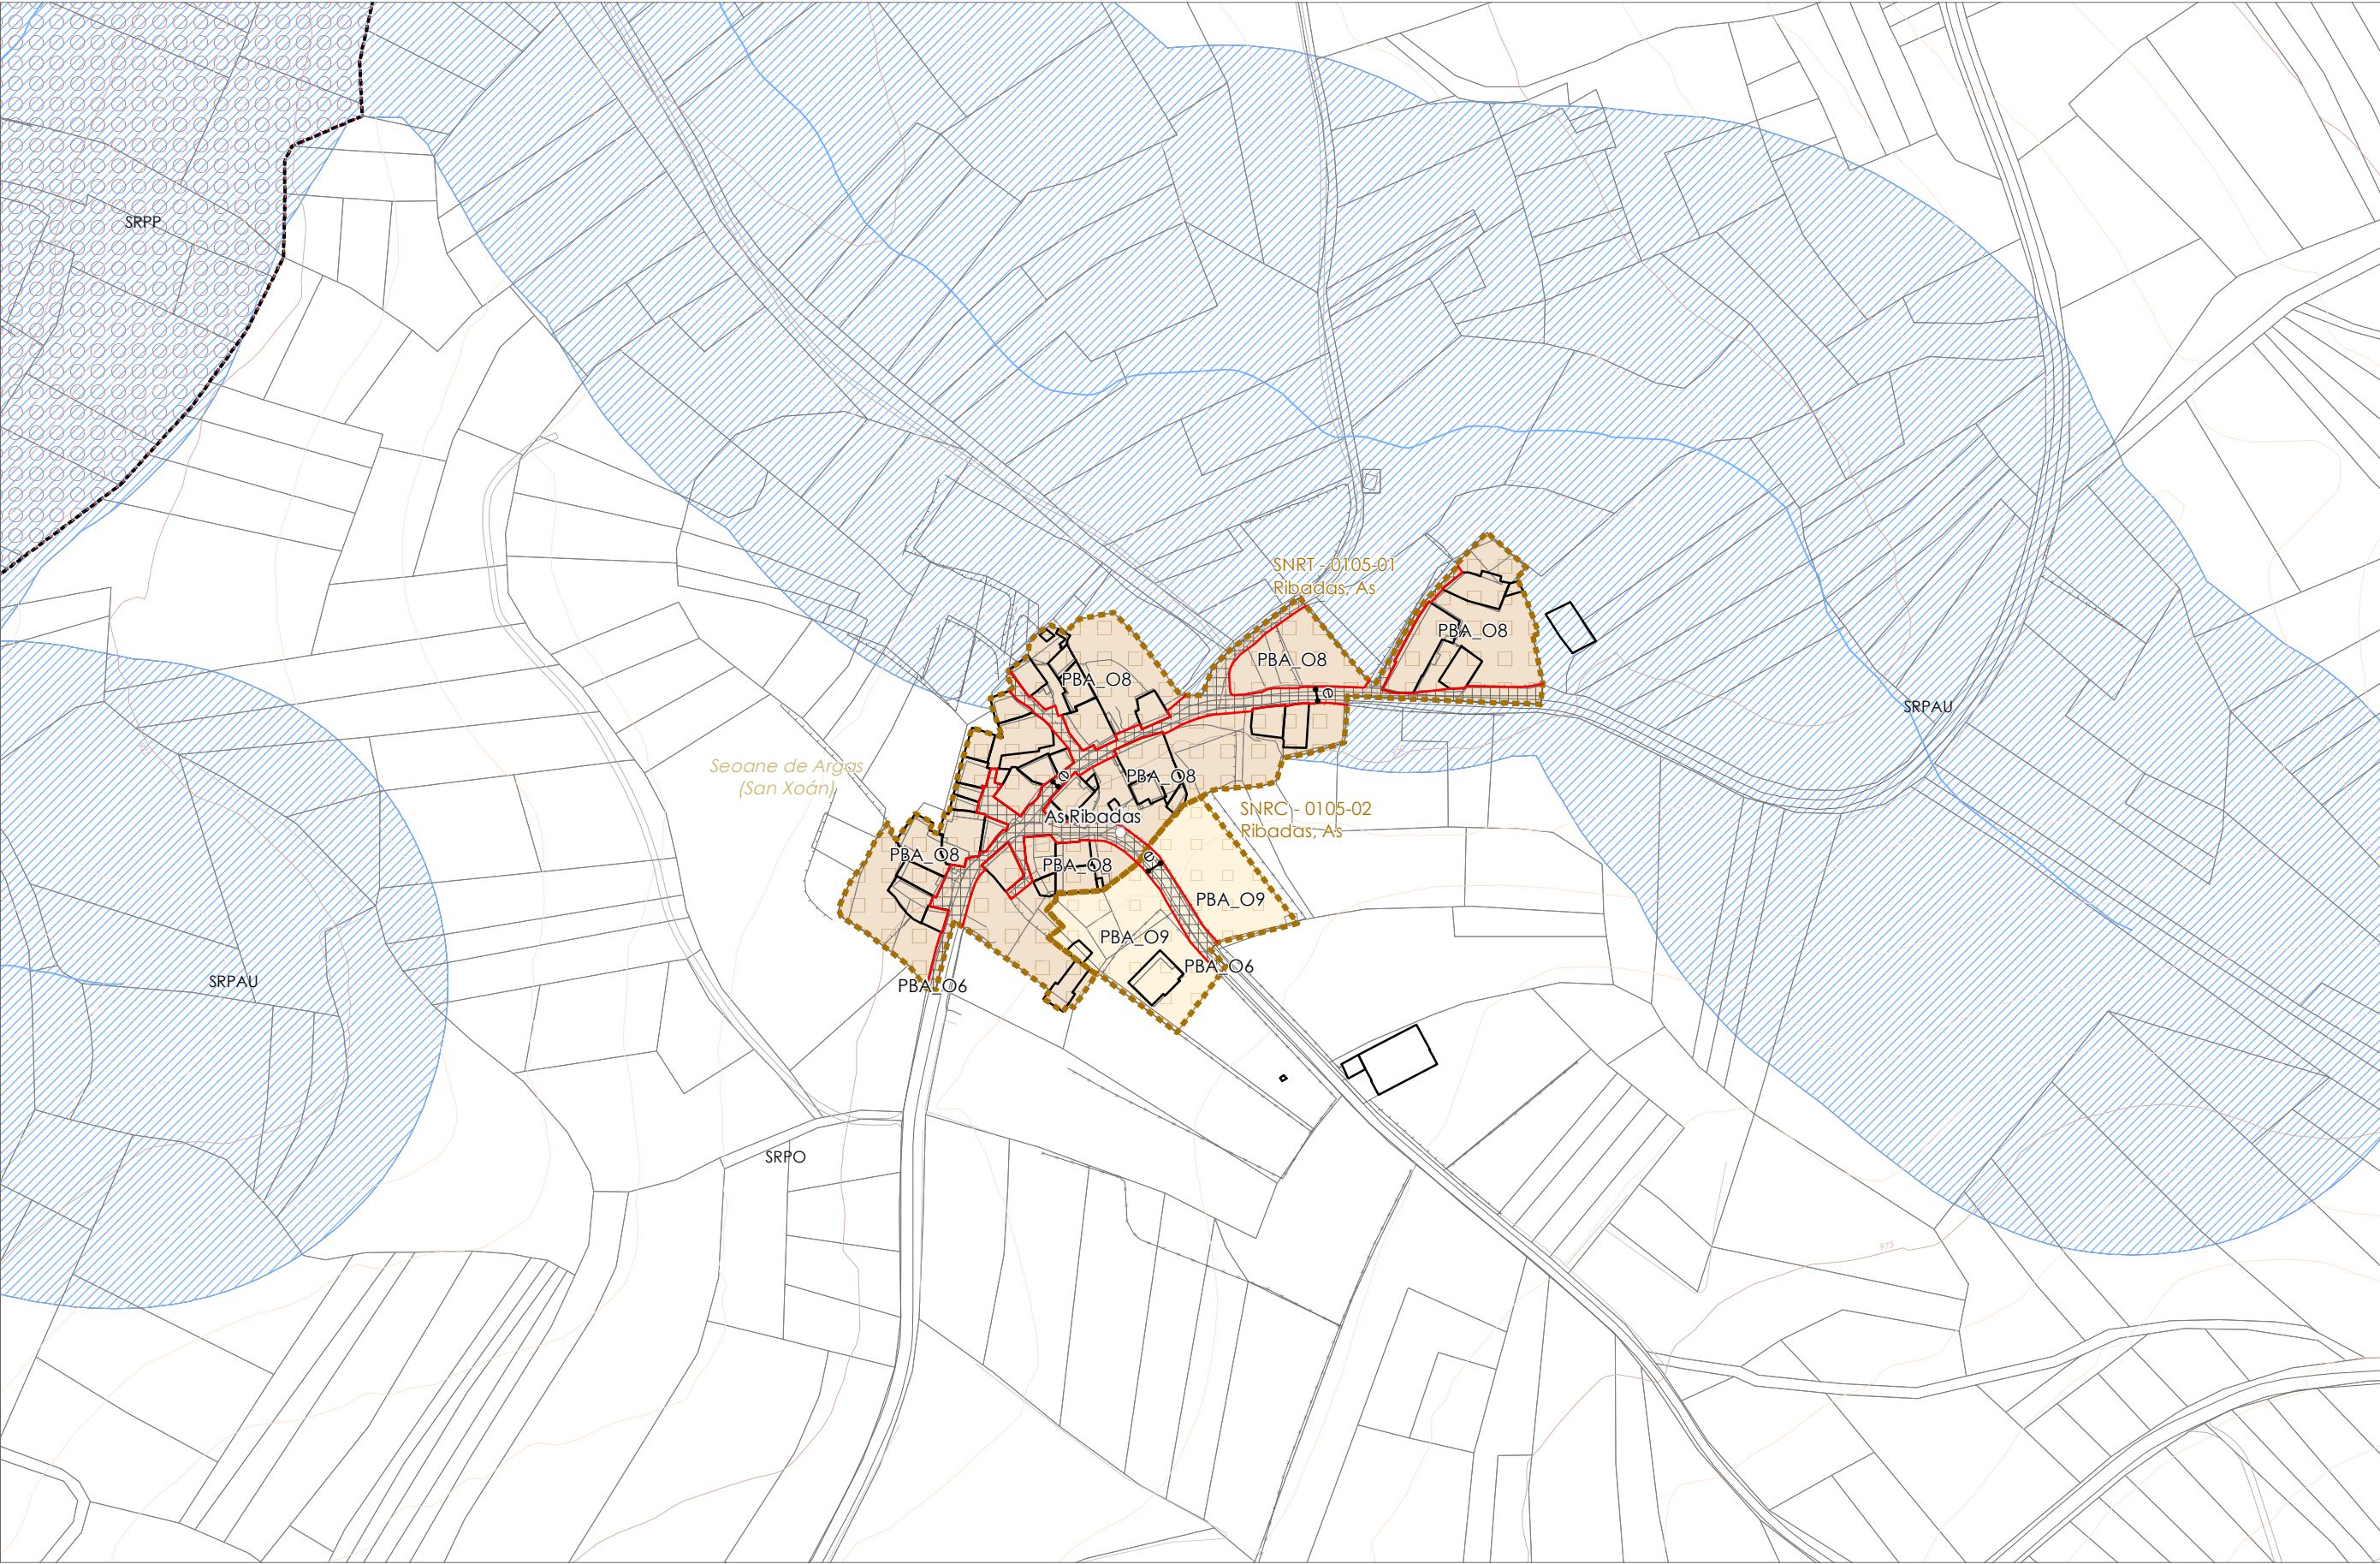 SRPP
SNRT - 0105-01
Ribadas, As
PBA_O8
PBA_O8
PBA_O8
e
SRPAU
Seoane de Argas
(San Xoán)
e
PBA_O8
SNRC - 0105-02
Ribadas, As
As Ribadas
PBA_O8
PBA_O8
e
PBA_O9
PBA_O9
PBA_O6
SRPAU
PBA_O6
SRPO
975